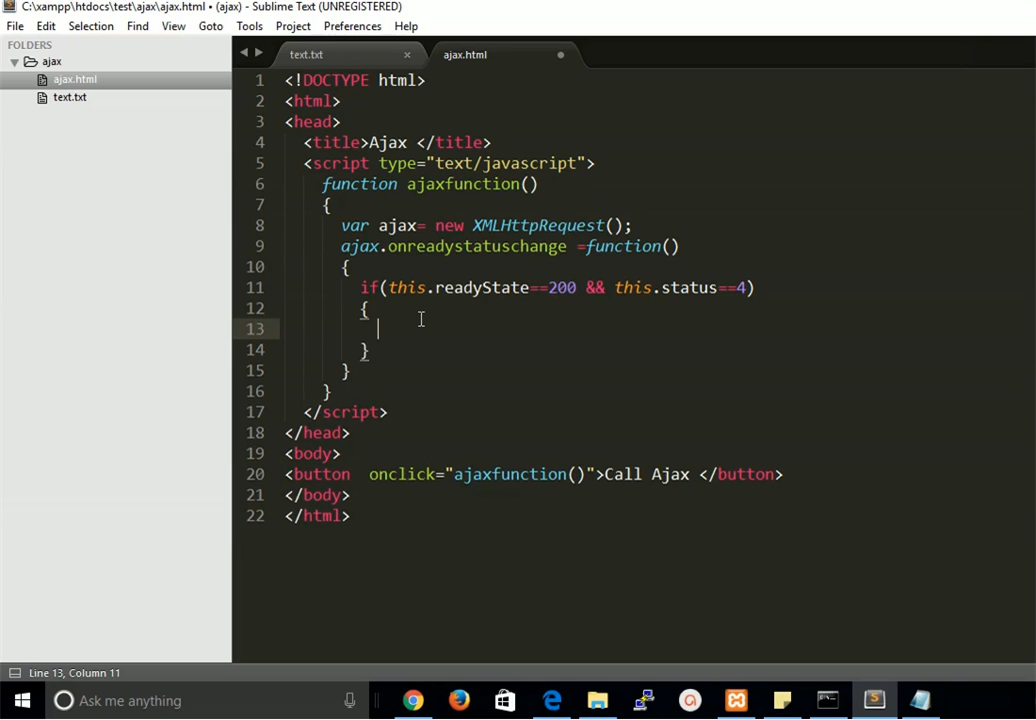 C:\xampp\htdocs\test\ajax\ajax.html • (ajax) - Sublime Text (UNREGISTERED)
File Edit Selection Find View Goto Tools Project Preferences Help
FOLDERS
ajax
ajax.html
text.txt
text.txt × ajax.html
1 <!DOCTYPE html>
2 <html>
3 <head>
4 <title>Ajax </title>
5 <script type="text/javascript">
6 function ajaxfunction()
7 {
8 var ajax= new XMLHttpRequest();
9 ajax.onreadystatuschange =function()
10 {
11 if(this.readyState==200 && this.status==4)
12 {
13
14 }
15 }
16 }
17 </script>
18 </head>
19 <body>
20 <button  onclick="ajaxfunction()">Call Ajax </button>
21 </body>
22 </html>
Line 13, Column 11
Ask me anything